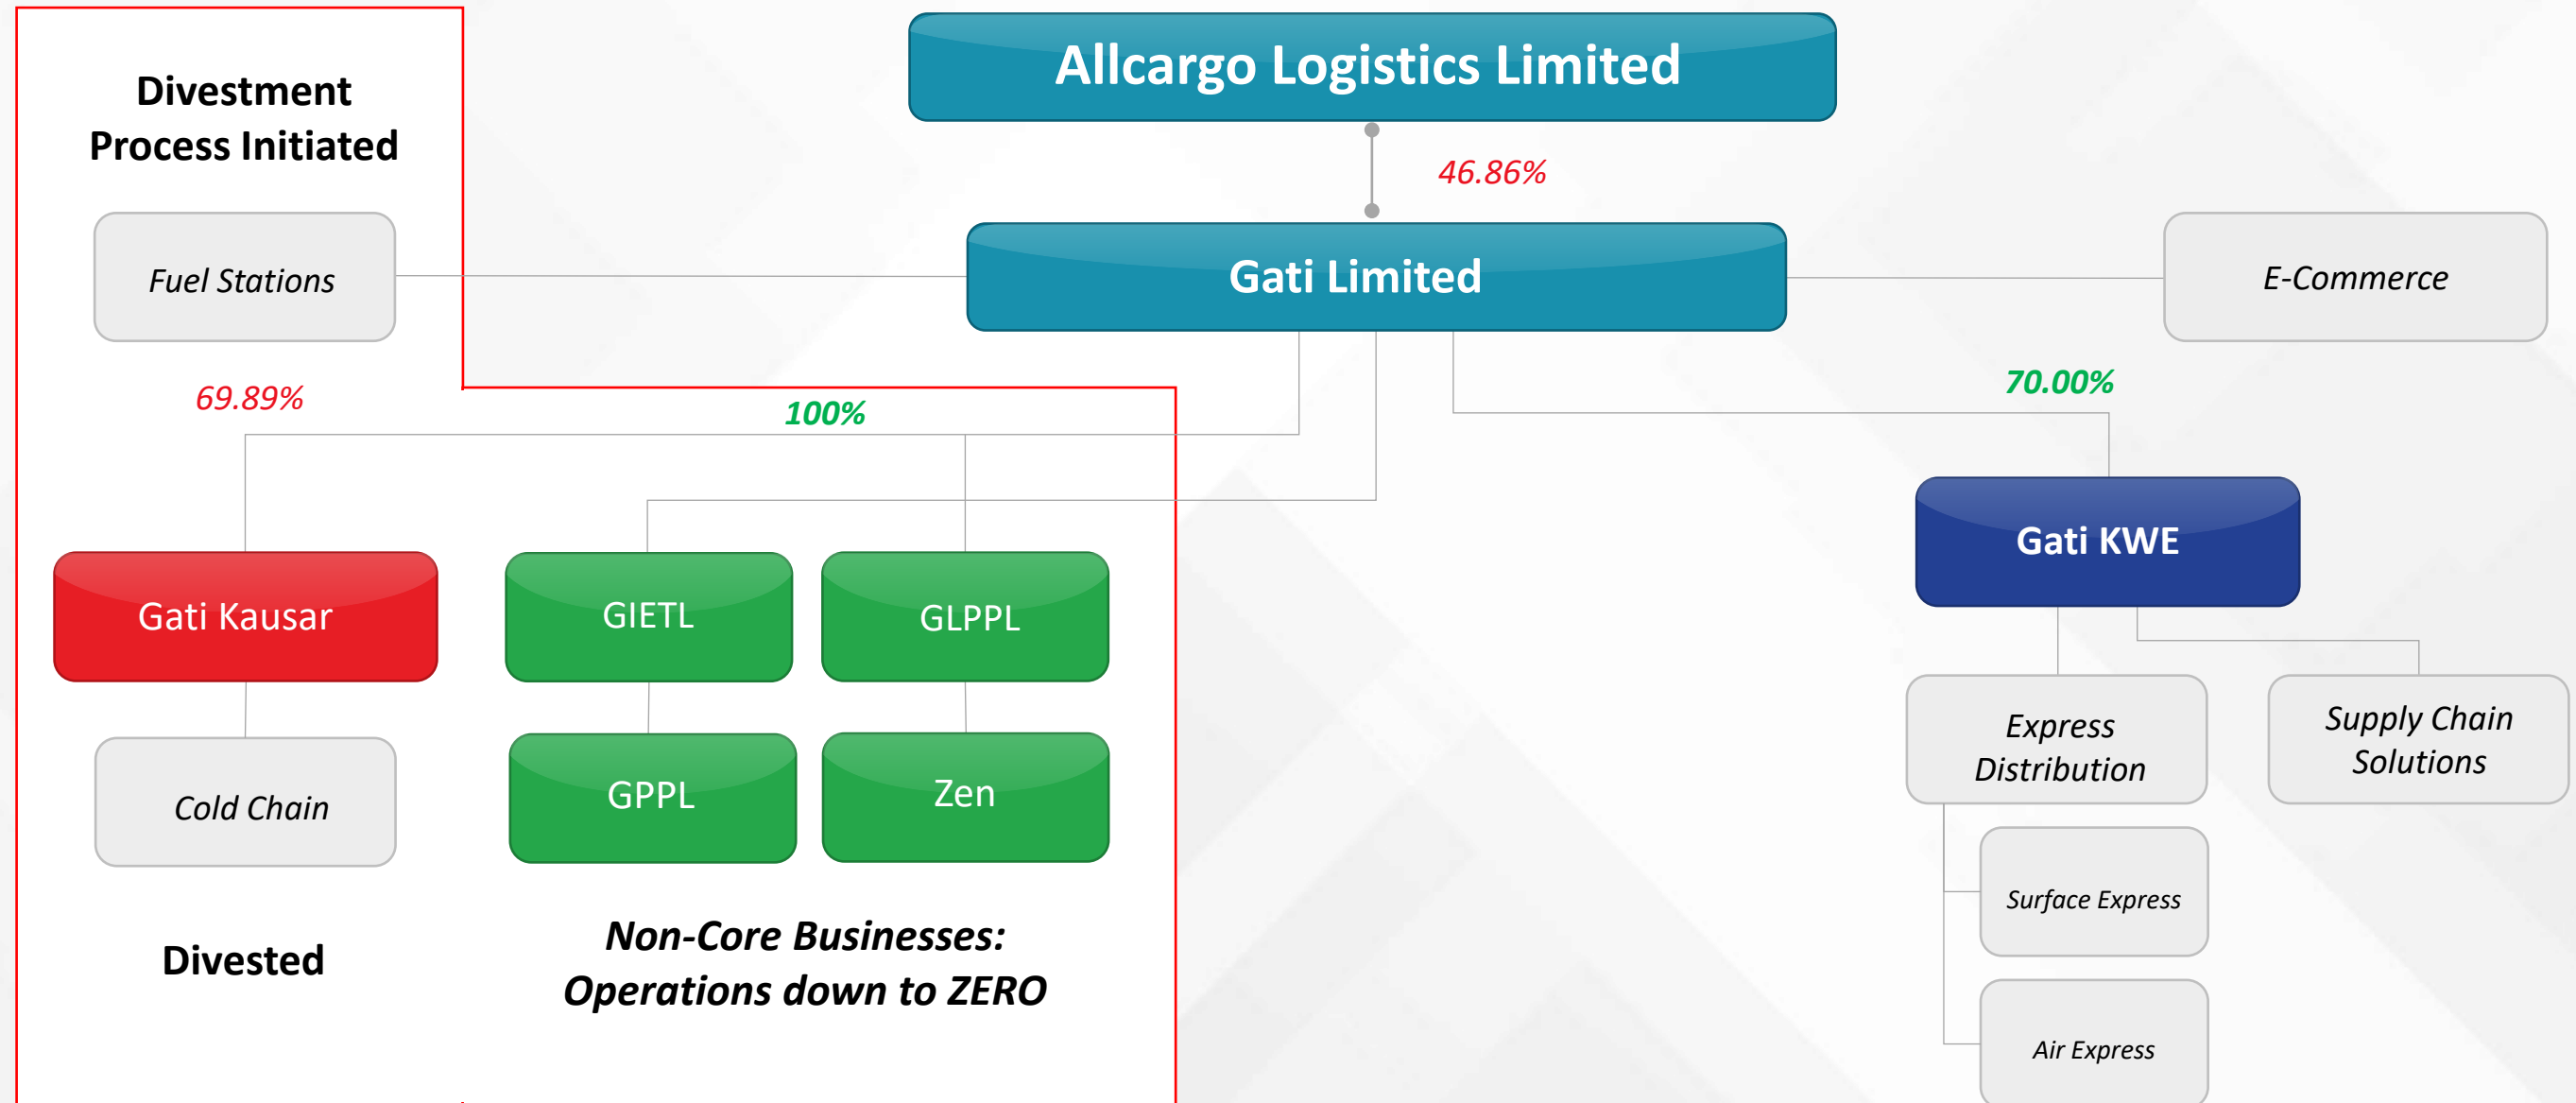 Allcargo Logistics Limited
Divestment
Process Initiated
46.86%
Fuel Stations
Gati Limited
E-Commerce
69.89%
100%
70.00%
Gati KWE
Gati Kausar
GIETL
GLPPL
Express
Distribution
Supply Chain
Solutions
Cold Chain
GPPL
Zen
Surface Express
Divested
Non-Core Businesses:
Operations down to ZERO
Air Express